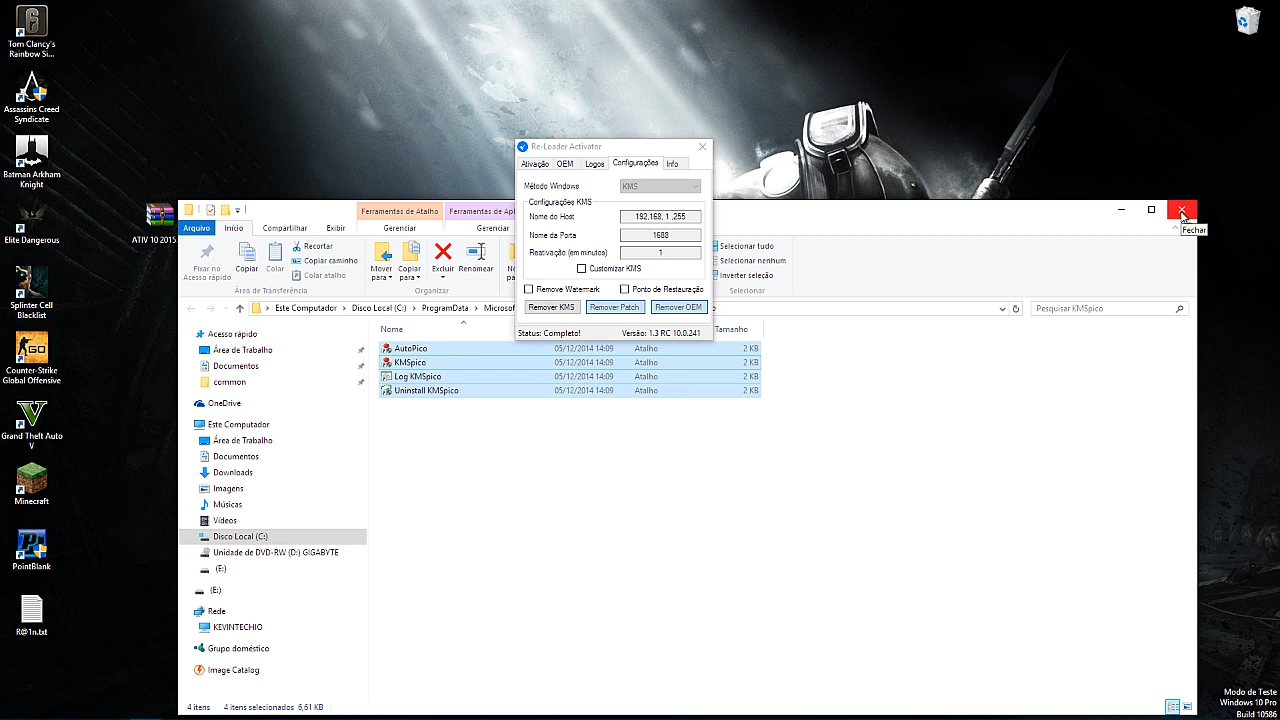 Tom Clancy's
Rainbow Si...
Assassins Creed
Syndicate
Batman Arkham
Knight
Elite Dangerous
Splinter Cell
Blacklist
Counter-Strike
Global Offensive
Grand Theft Auto
V
Minecraft
PointBlank
R@1n.txt
ATIV 10 2015
Re-Loader Activator
Ativação OEM Logos Configurações Info
Método Windows KMS
Configurações KMS
Nome do Host 192,168, 1 ,255
Nome da Porta 1688
Reativação (em minutos) 1
Customizar KMS
Remove Watermark Ponto de Restauração
Remover KMS Remover Patch Remover OEM
Status: Completo! Versão: 1.3 RC 10.0.241
Ferramentas de Atalho Ferramentas de Apl
Arquivo Início Compartilhar Exibir Gerenciar Gerenciar
Fechar
Fixar no
Acesso rápido
Copiar
Colar
Recortar
Copiar caminho
Colar atalho
Mover
para
Copiar
para
Excluir
Renomear
Selecionar tudo
Selecionar nenhum
Inverter seleção
Área de Transferência Organizar Selecionar
Este Computador Disco Local (C:) ProgramData Microsof
Pesquisar KMSpico
Nome Tamanho
AutoPico 05/12/2014 14:09 Atalho 2 KB
KMSpico 05/12/2014 14:09 Atalho 2 KB
Log KMSpico 05/12/2014 14:09 Atalho 2 KB
Uninstall KMSpico 05/12/2014 14:09 Atalho 2 KB
Acesso rápido
Área de Trabalho
Documentos
common
OneDrive
Este Computador
Área de Trabalho
Documentos
Downloads
Imagens
Músicas
Vídeos
Disco Local (C:)
Unidade de DVD-RW (D:) GIGABYTE
(E:)
(E:)
Rede
KEVINTECHIO
Grupo doméstico
Image Catalog
4 itens 4 itens selecionados 6,61 KB
Modo de Teste
Windows 10 Pro
Build 10586